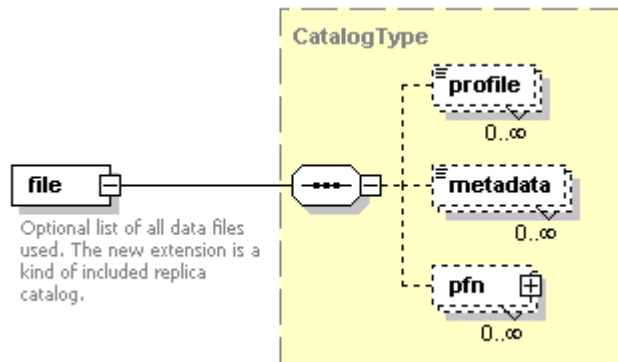 CatalogType
profile
0..∞
file
metadata
0..∞
Optional list of all data files
used. The new extension is a
kind of included replica
catalog.
pfn
0..∞